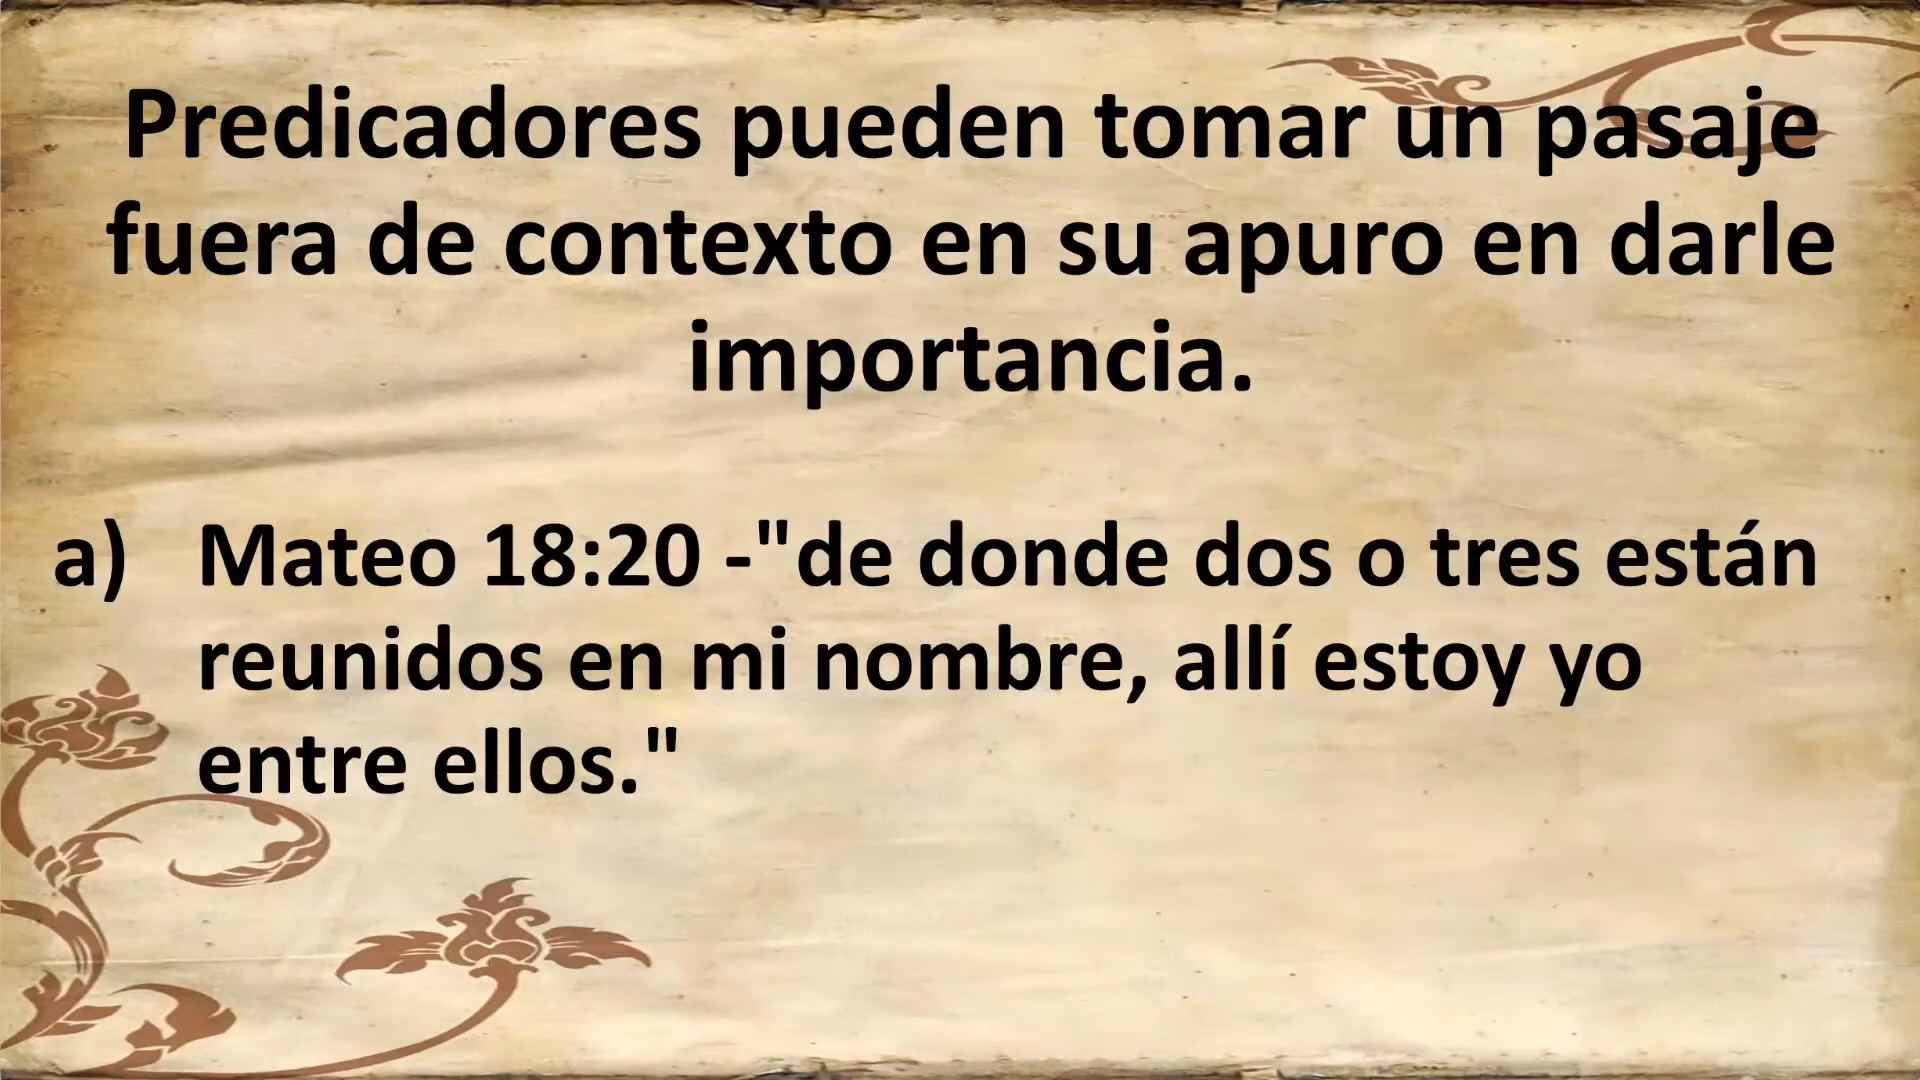 Predicadores pueden tomar un pasaje
fuera de contexto en su apuro en darle
importancia.
a) Mateo 18:20 -"de donde dos o tres están
reunidos en mi nombre, allí estoy yo
entre ellos."